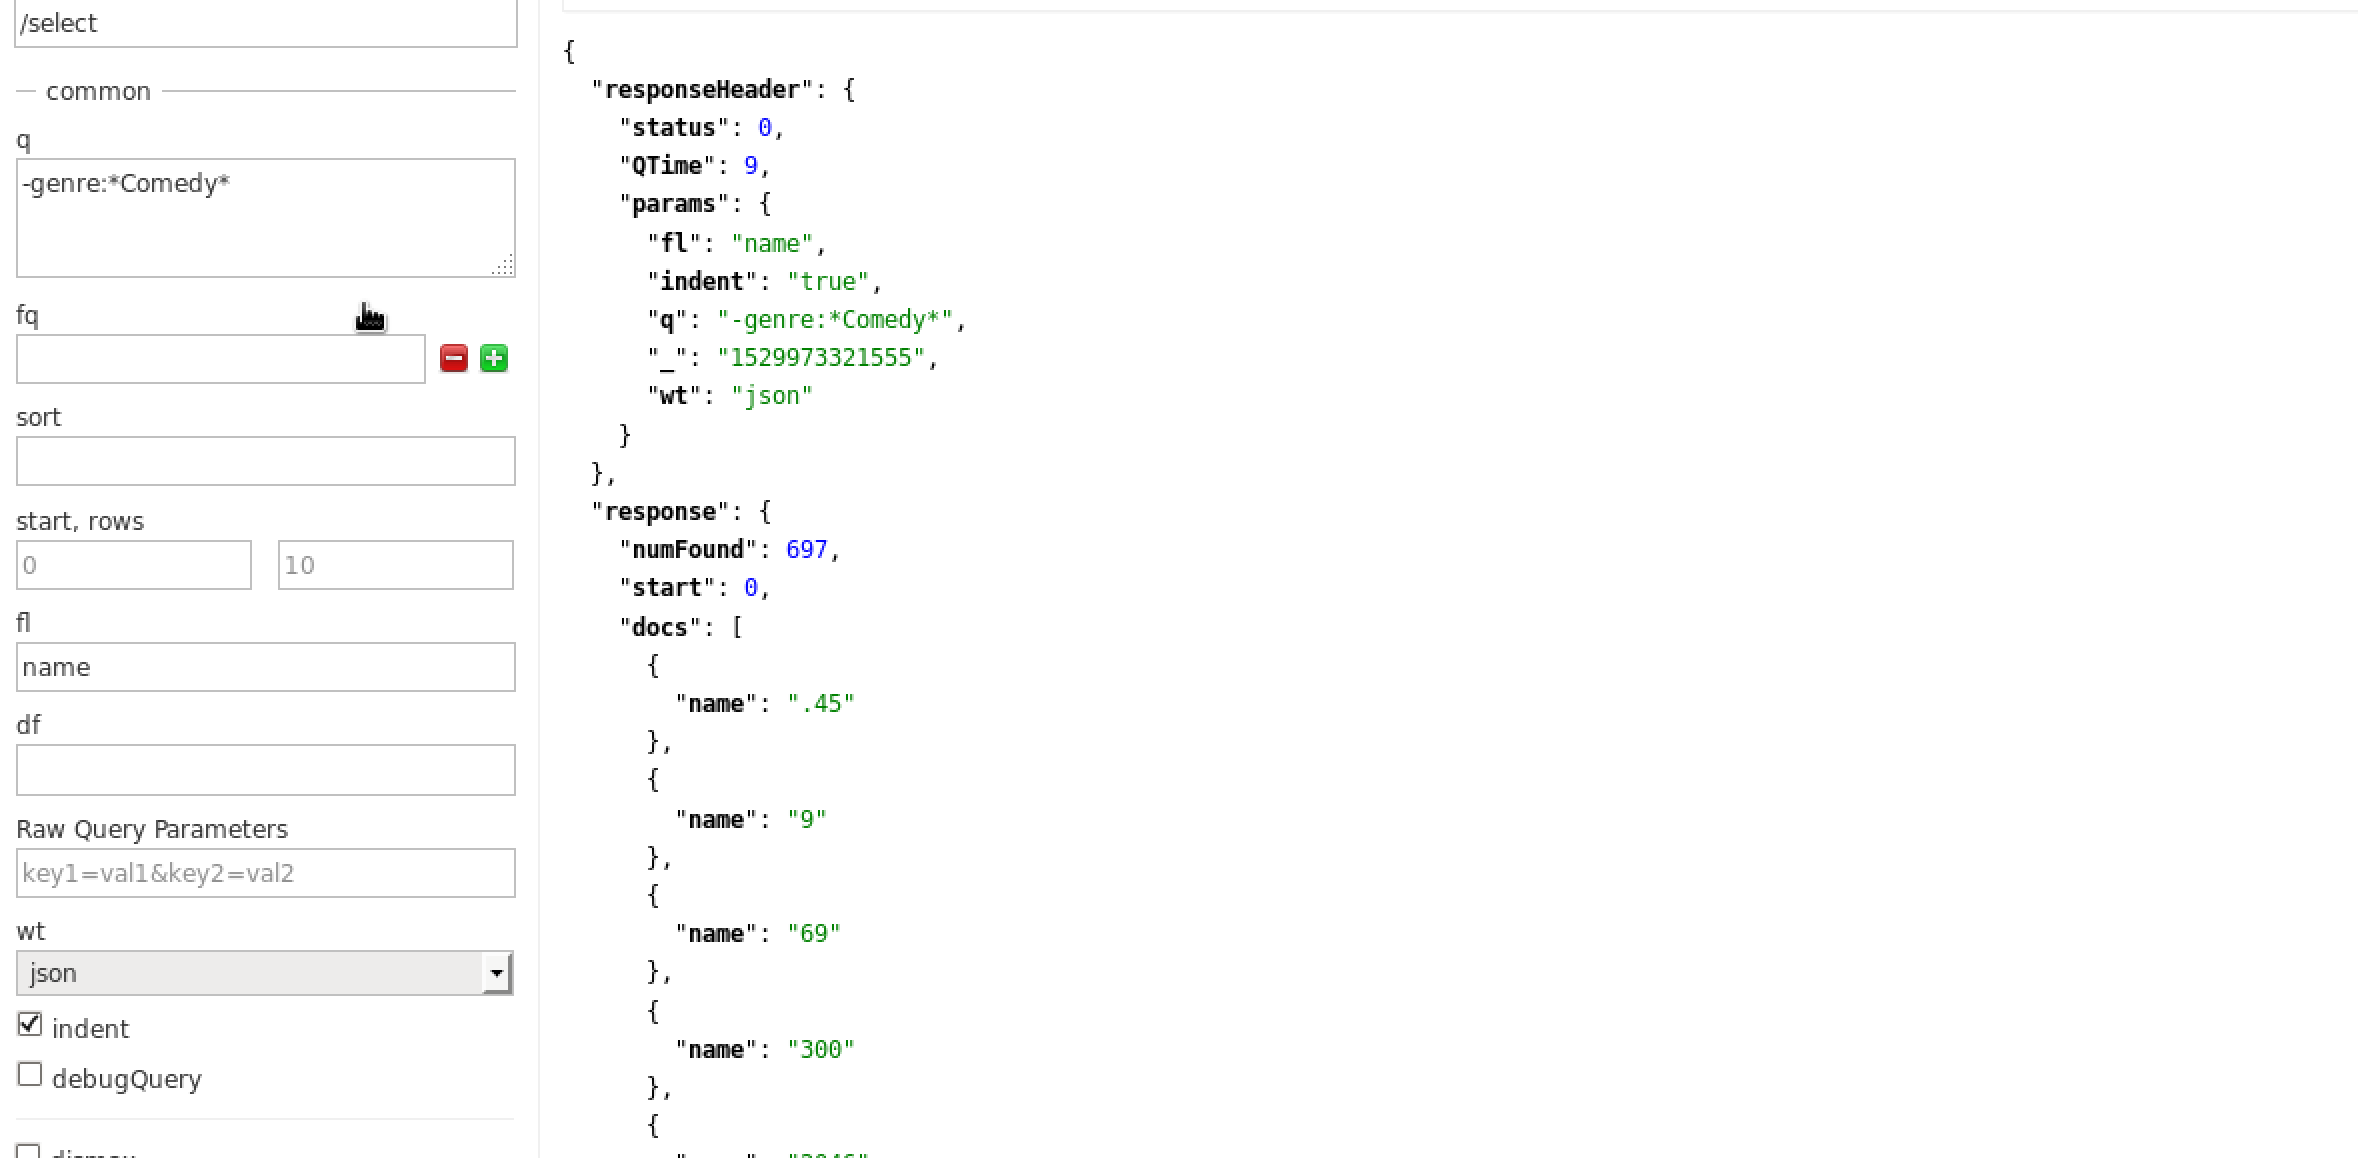 /select
common
q
-genre:*Comedy*
fq
sort
start, rows
0 10
fl
name
df
Raw Query Parameters
key1=val1&key2=val2
wt
json
indent
debugQuery
{
"responseHeader": {
"status": 0,
"QTime": 9,
"params": {
"fl": "name",
"indent": "true",
"q": "-genre:*Comedy*",
"_": "1529973321555",
"wt": "json"
}
},
"response": {
"numFound": 697,
"start": 0,
"docs": [
{
"name": ".45"
},
{
"name": "9"
},
{
"name": "69"
},
{
"name": "300"
},
{